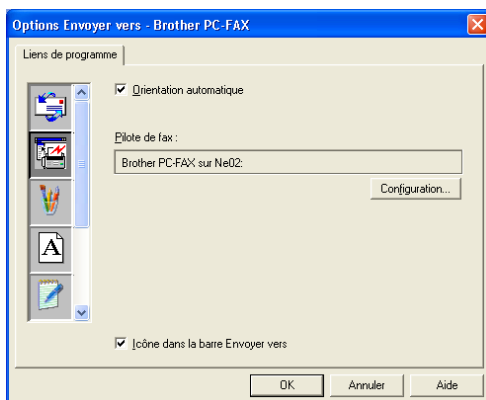 Options Envoyer vers - Brother PC-FAX
Liens de programme
Orientation automatique
Pilote de fax :
Brother PC-FAX sur Ne02:
Configuration...
A
Icône dans la barre Envoyer vers
OK
Annuler
Aide